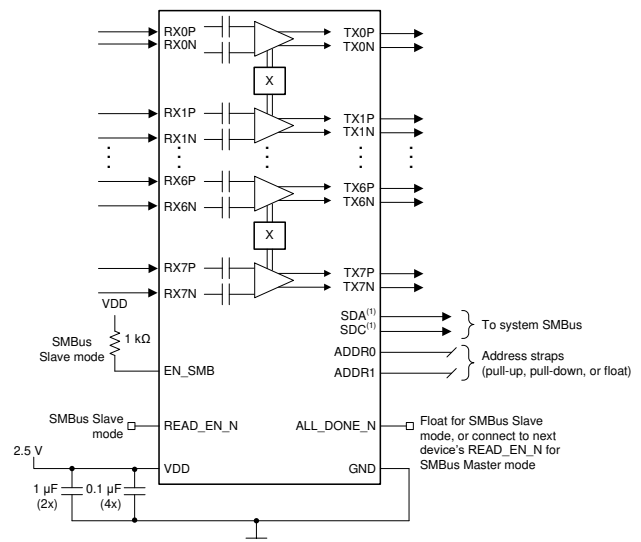 RX0P
TX0P
RX0N
TX0N
X
RX1P
TX1P
RX1N
TX1N
RX6P
TX6P
RX6N
TX6N
X
RX7P
TX7P
RX7N
TX7N
VDD
SDA(1)
SDC(1)
To system SMBus
1 kΩ
SMBus
Slave mode
ADDR0
ADDR1
Address straps
(pull-up, pull-down, or float)
EN_SMB
SMBus Slave
mode
READ_EN_N
ALL_DONE_N
Float for SMBus Slave
mode, or connect to next
device's READ_EN_N for
SMBus Master mode
2.5 V
VDD
GND
1 µF
(2x)
0.1 µF
(4x)